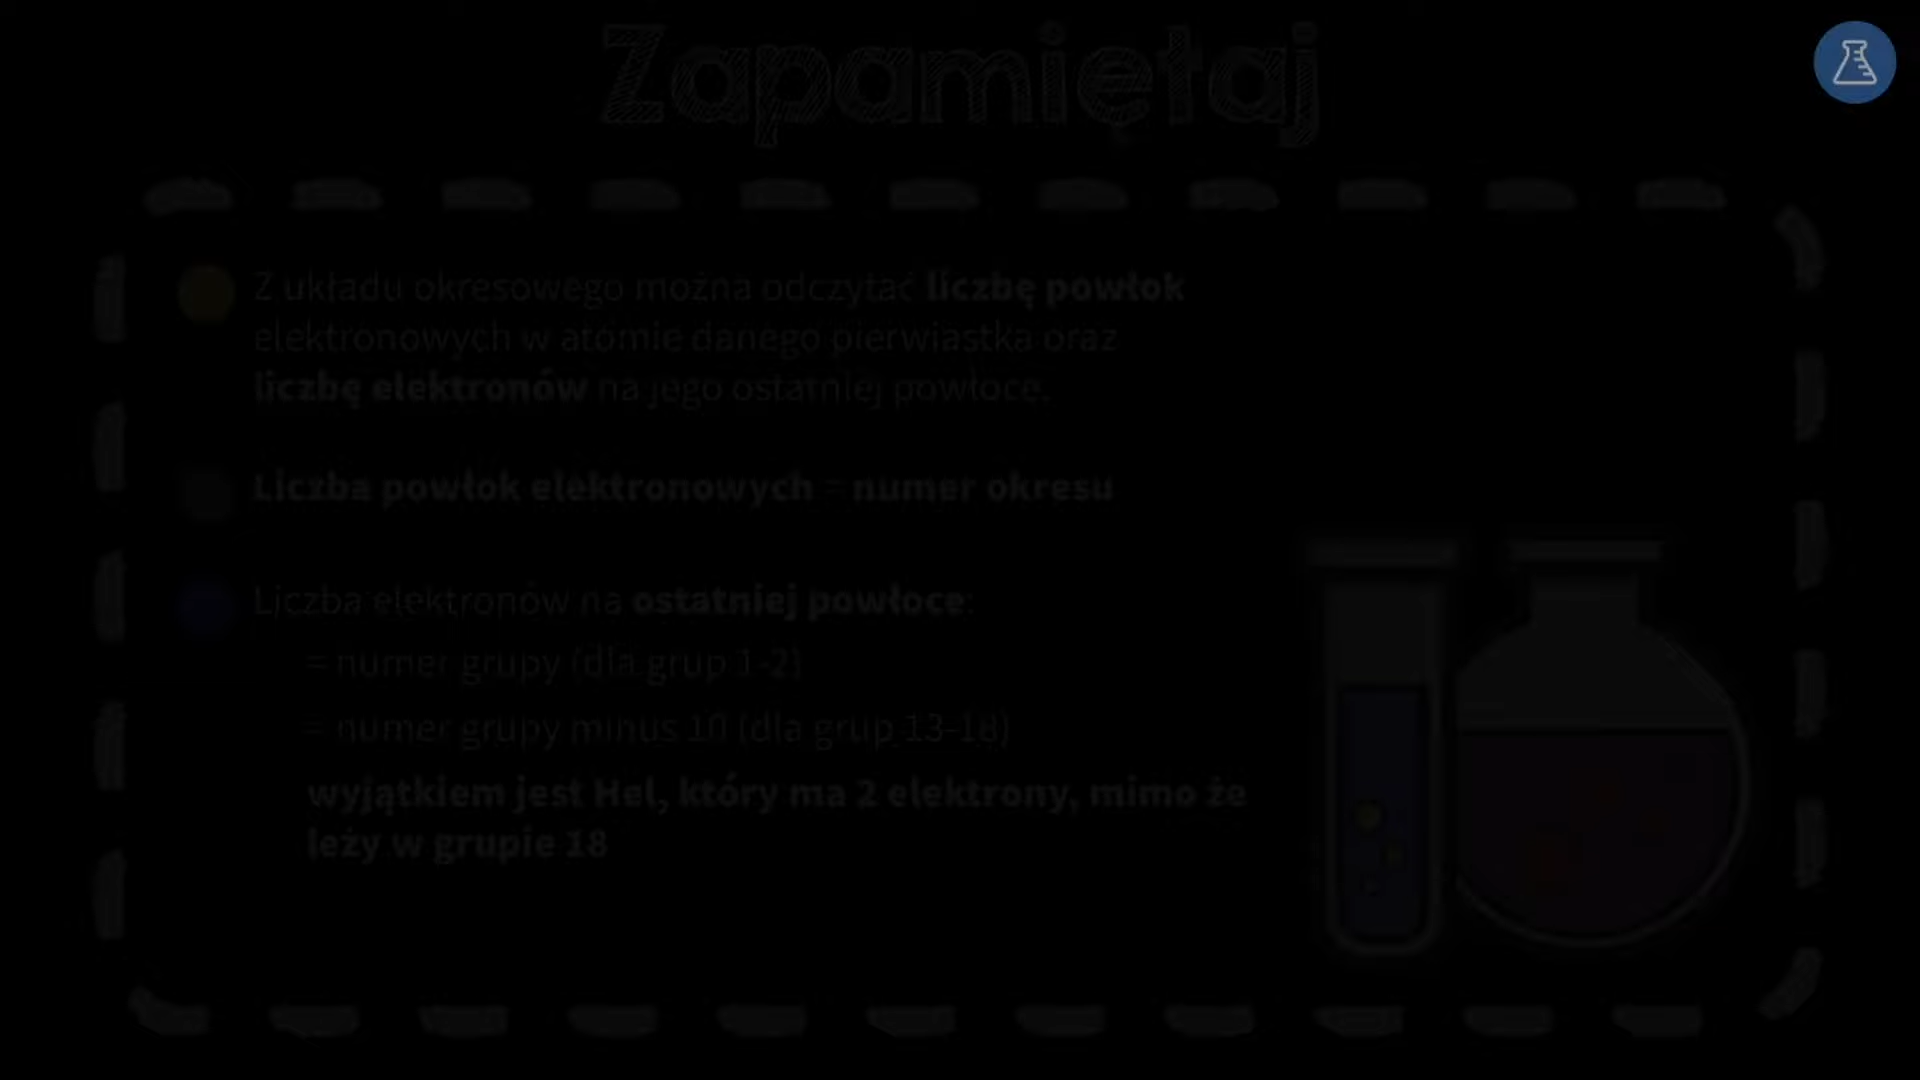 Zapamiętaj
Z układu okresowego można odczytać liczbę powłok
elektronowych w atomie danego pierwiastka oraz
liczbę elektronów na jego ostatniej powłoce.
Liczba powłok elektronowych = numer okresu
Liczba elektronów na ostatniej powłoce:
= numer grupy (dla grup 1-2)
= numer grupy minus 10 (dla grup 13-18)
wyjątkiem jest Hel, który ma 2 elektrony, mimo że
leży w grupie 18